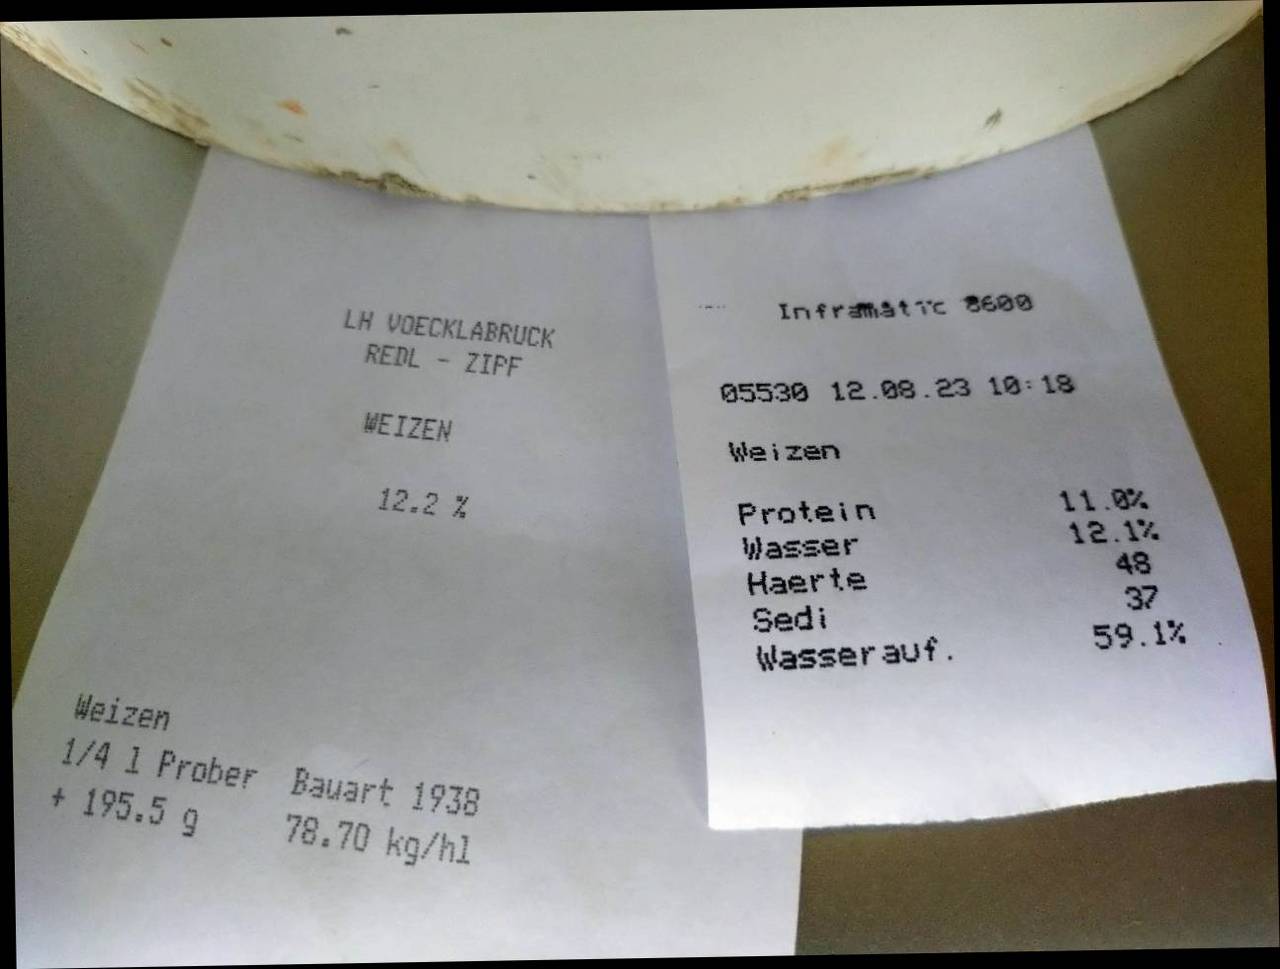 LH VOECKLABRUCK
REDL - ZIPF
WEIZEN
12.2 %
Weizen
1/4 l Prober Bauart 1938
+ 195.5 g 78.70 kg/hl
Inframatic 8600
05530 12.08.23 10:18
Weizen
Protein 11.0%
Wasser 12.1%
Haerte 48
Sedi 37
Wasserauf. 59.1%